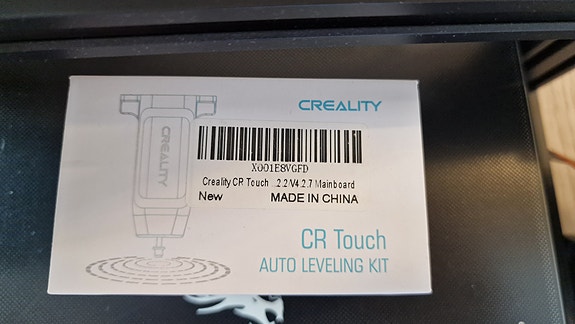 CREALITY
CREALITY
X001E8VGFD
Creality CR Touch ...2.2/V4.2.7 Mainboard
New MADE IN CHINA
CR Touch
AUTO LEVELING KIT